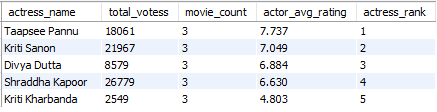 actress_name total_votess movie_count actor_avg_rating actress_rank
Taapsee Pannu 18061 3 7.737 1
Kriti Sanon 21967 3 7.049 2
Divya Dutta 8579 3 6.884 3
Shraddha Kapoor 26779 3 6.630 4
Kriti Kharbanda 2549 3 4.803 5